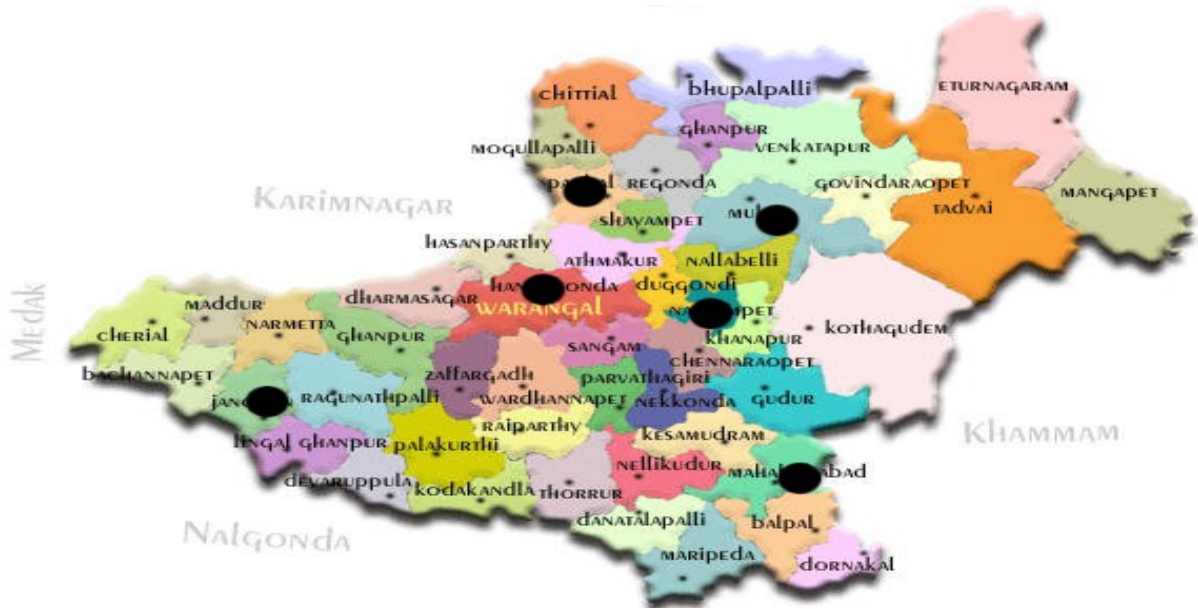 CHITTIAL
BHUPALPALLI
ETURNAGARAM
GHANPUR
MOGULLAPALLI
VENKATAPUR
REGONDA
GOVINDARAOPET
MANGAPET
KARIMNAGAR
TADVAI
SHAYAMPET
HASANPARTHY
ATHMAKUR
NALLABELLI
DUGGONDI
DHARMASAGAR
WARANGAL
MADDUR
NARMETTA
CHERIAL
GHANPUR
MEDAK
KOTHAGUDEM
KHANAPUR
SANGAM
CHENNARAOPET
BACHANNAPET
ZAFFARGADH
PARVATHAGIRI
RAGUNATHPALLI
WARDHANNAPET
NEKKONDA
GUDUR
RAIPARTHY
KESAMUDRAM
KHAMMAM
LINGAL GHANPUR
PALAKURTHI
NELLIKUDUR
DEVARUPPULA
KODAKANDLA
THORRUR
DANATALAPALLI
BALPAL
NALGONDA
MARIPEDA
DORNAKAL